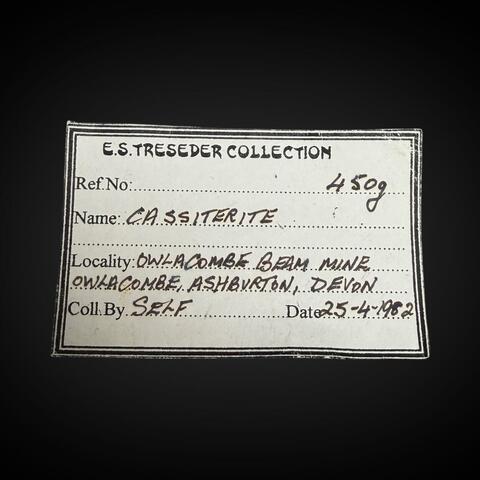 E.S.TRESEDER COLLECTION
Ref.No: 450g
Name: CASSITERITE
Locality: OWLACOMBE BEAM MINE
OWLACOMBE, ASHBURTON, DEVON
Coll.By. SELF Date 25-4-1982